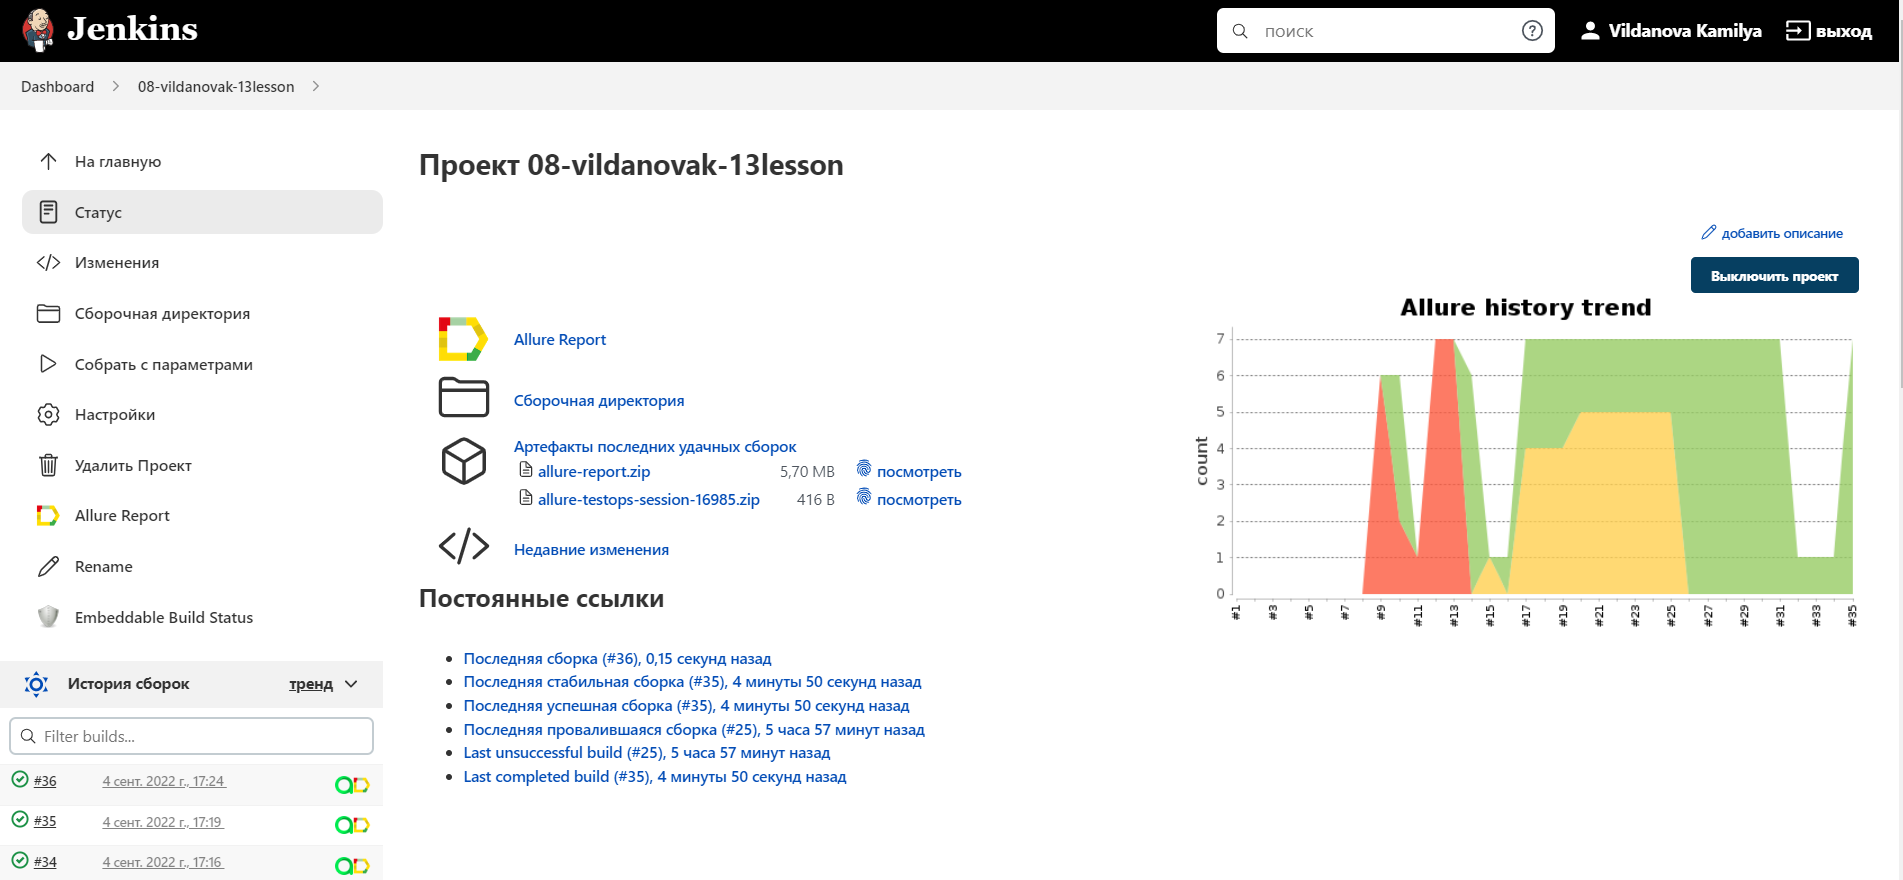 Jenkins
поиск
Vildanova Kamilya
выход
Dashboard
08-vildanovak-13lesson
На главную
Статус
Изменения
Сборочная директория
Собрать с параметрами
Настройки
Удалить Проект
Allure Report
Rename
Embeddable Build Status
История сборок
тренд
Filter builds...
#36
4 сент. 2022 г., 17:24
#35
4 сент. 2022 г., 17:19
#34
4 сент. 2022 г., 17:16
Проект 08-vildanovak-13lesson
добавить описание
Выключить проект
Allure Report
Сборочная директория
Артефакты последних удачных сборок
allure-report.zip 5,70 MB посмотреть
allure-testops-session-16985.zip 416 B посмотреть
Недавние изменения
Постоянные ссылки
Последняя сборка (#36), 0,15 секунд назад
Последняя стабильная сборка (#35), 4 минуты 50 секунд назад
Последняя успешная сборка (#35), 4 минуты 50 секунд назад
Последняя провалившаяся сборка (#25), 5 часа 57 минут назад
Last unsuccessful build (#25), 5 часа 57 минут назад
Last completed build (#35), 4 минуты 50 секунд назад
Allure history trend
count
7
6
5
4
3
2
1
0
#1 #3 #5 #7 #9 #11 #13 #15 #17 #19 #21 #23 #25 #27 #29 #31 #33 #35